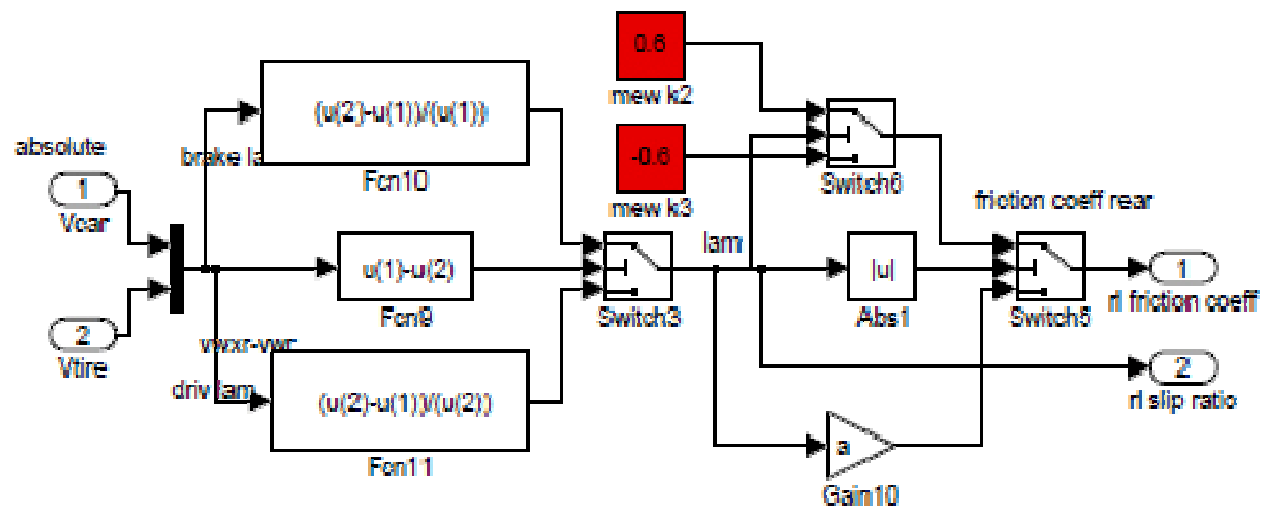 absolute
1
Vcar
2
Vtire
brake la
(u(2)-u(1))/(u(1))
Fcn10
u(1)-u(2)
Fcn9
vwxr-vwr
driv lam
(u(2)-u(1))/(u(2))
Fcn11
0.6
mew k2
-0.6
mew k3
Switch3
lam
Switch6
|u|
Abs1
a
Gain10
friction coeff rear
Switch5
1
rl friction coeff
2
rl slip ratio